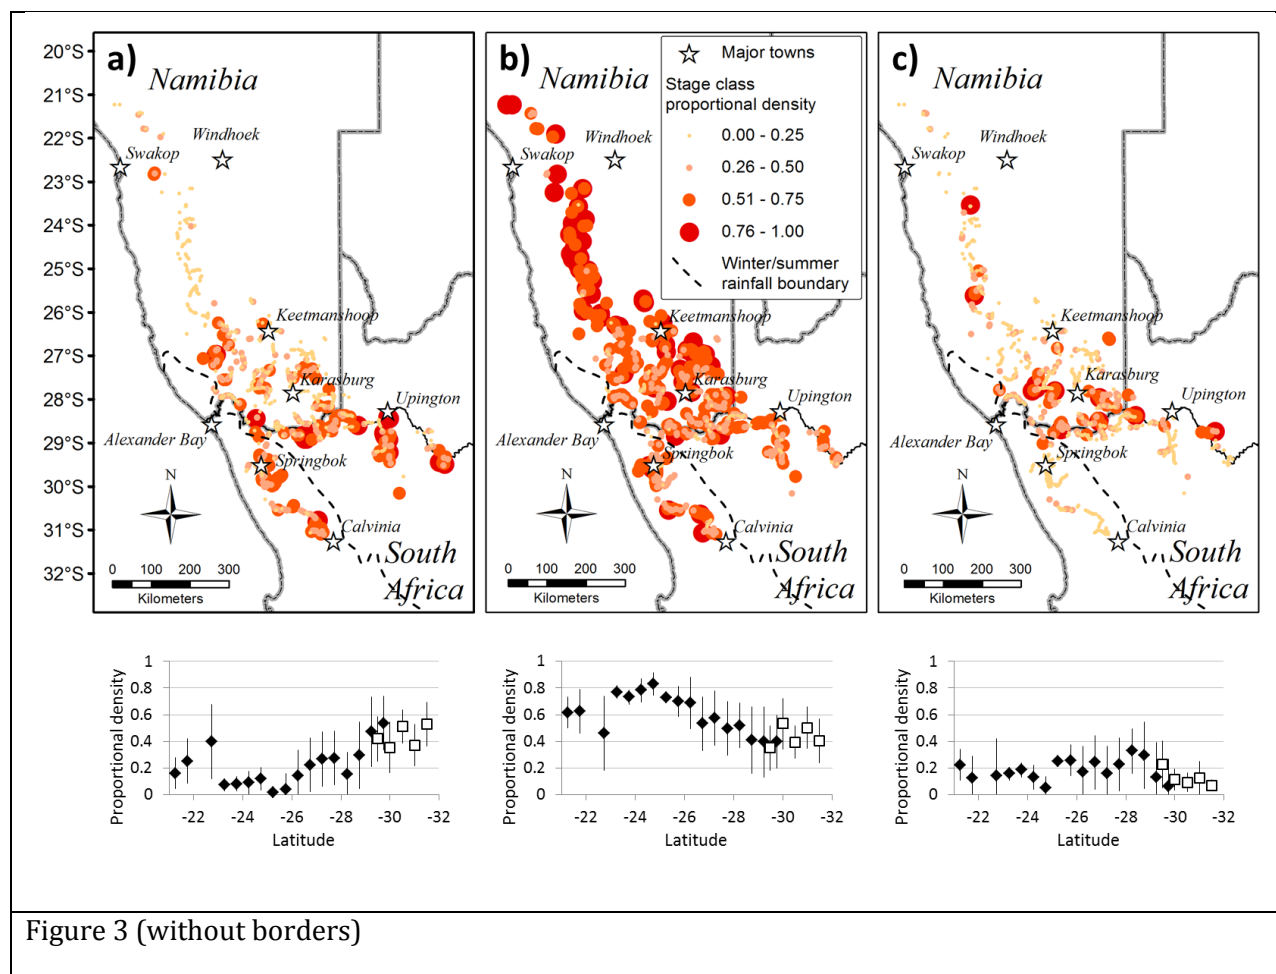 a)
Namibia
Windhoek
Swakop
Keetmanshoop
Karasburg
Upington
Alexander Bay
Springbok
N
Calvinia
South
Africa
0 100 200 300
Kilometers
20°S
21°S
22°S
23°S
24°S
25°S
26°S
27°S
28°S
29°S
30°S
31°S
32°S
b)
Namibia
Windhoek
Swakop
Major towns
Stage class
proportional density
0.00 - 0.25
0.26 - 0.50
0.51 - 0.75
0.76 - 1.00
Winter/summer
rainfall boundary
Keetmanshoop
Karasburg
Upington
Alexander Bay
Springbok
N
Calvinia
South
Africa
0 100 200 300
Kilometers
c)
Namibia
Windhoek
Swakop
Keetmanshoop
Karasburg
Upington
Alexander Bay
Springbok
N
Calvinia
South
Africa
0 100 200 300
Kilometers
Proportional density
1
0.8
0.6
0.4
0.2
0
-22 -24 -26 -28 -30 -32
Latitude
Proportional density
1
0.8
0.6
0.4
0.2
0
-22 -24 -26 -28 -30 -32
Latitude
Proportional density
1
0.8
0.6
0.4
0.2
0
-22 -24 -26 -28 -30 -32
Latitude
Figure 3 (without borders)